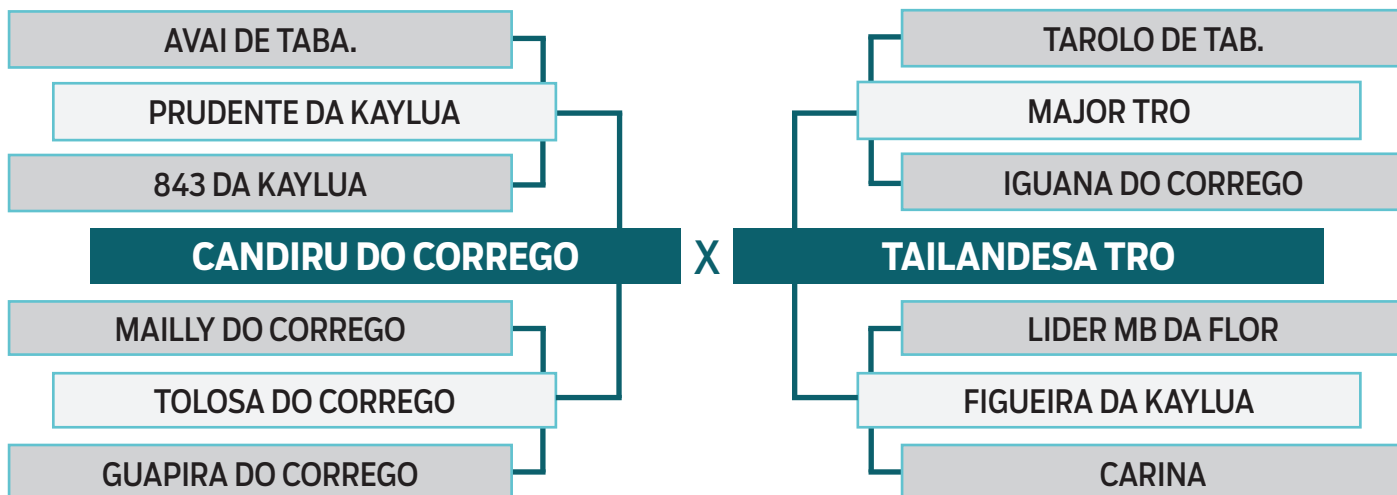 AVAI DE TABA.
PRUDENTE DA KAYLUA
843 DA KAYLUA
CANDIRU DO CORREGO
MAILLY DO CORREGO
TOLOSA DO CORREGO
GUAPIRA DO CORREGO
X
TAROLO DE TAB.
MAJOR TRO
IGUANA DO CORREGO
TAILANDESA TRO
LIDER MB DA FLOR
FIGUEIRA DA KAYLUA
CARINA